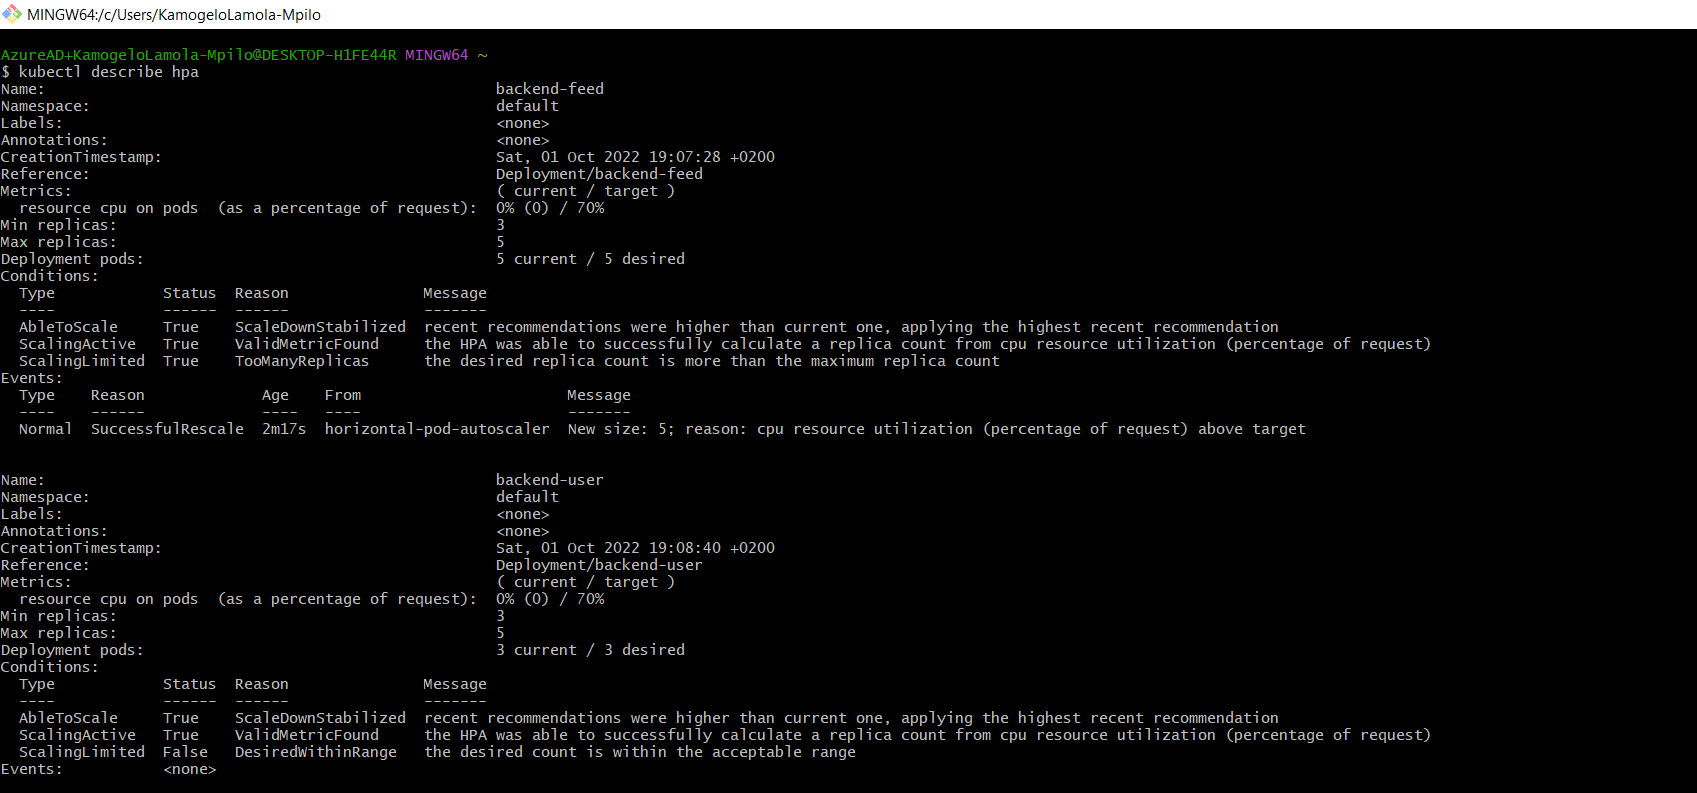 MINGW64:/c/Users/KamogeloLamola-Mpilo
AzureAD+KamogeloLamola-Mpilo@DESKTOP-H1FE44R MINGW64 ~
$ kubectl describe hpa
Name: backend-feed
Namespace: default
Labels: <none>
Annotations: <none>
CreationTimestamp: Sat, 01 Oct 2022 19:07:28 +0200
Reference: Deployment/backend-feed
Metrics: ( current / target )
resource cpu on pods (as a percentage of request): 0% (0) / 70%
Min replicas: 3
Max replicas: 5
Deployment pods: 5 current / 5 desired
Conditions:
Type Status Reason Message
---- ------ ------ -------
AbleToScale True ScaleDownStabilized recent recommendations were higher than current one, applying the highest recent recommendation
ScalingActive True ValidMetricFound the HPA was able to successfully calculate a replica count from cpu resource utilization (percentage of request)
ScalingLimited True TooManyReplicas the desired replica count is more than the maximum replica count
Events:
Type Reason Age From Message
---- ------ ---- ---- -------
Normal SuccessfulRescale 2m17s horizontal-pod-autoscaler New size: 5; reason: cpu resource utilization (percentage of request) above target
Name: backend-user
Namespace: default
Labels: <none>
Annotations: <none>
CreationTimestamp: Sat, 01 Oct 2022 19:08:40 +0200
Reference: Deployment/backend-user
Metrics: ( current / target )
resource cpu on pods (as a percentage of request): 0% (0) / 70%
Min replicas: 3
Max replicas: 5
Deployment pods: 3 current / 3 desired
Conditions:
Type Status Reason Message
---- ------ ------ -------
AbleToScale True ScaleDownStabilized recent recommendations were higher than current one, applying the highest recent recommendation
ScalingActive True ValidMetricFound the HPA was able to successfully calculate a replica count from cpu resource utilization (percentage of request)
ScalingLimited False DesiredWithinRange the desired count is within the acceptable range
Events: <none>